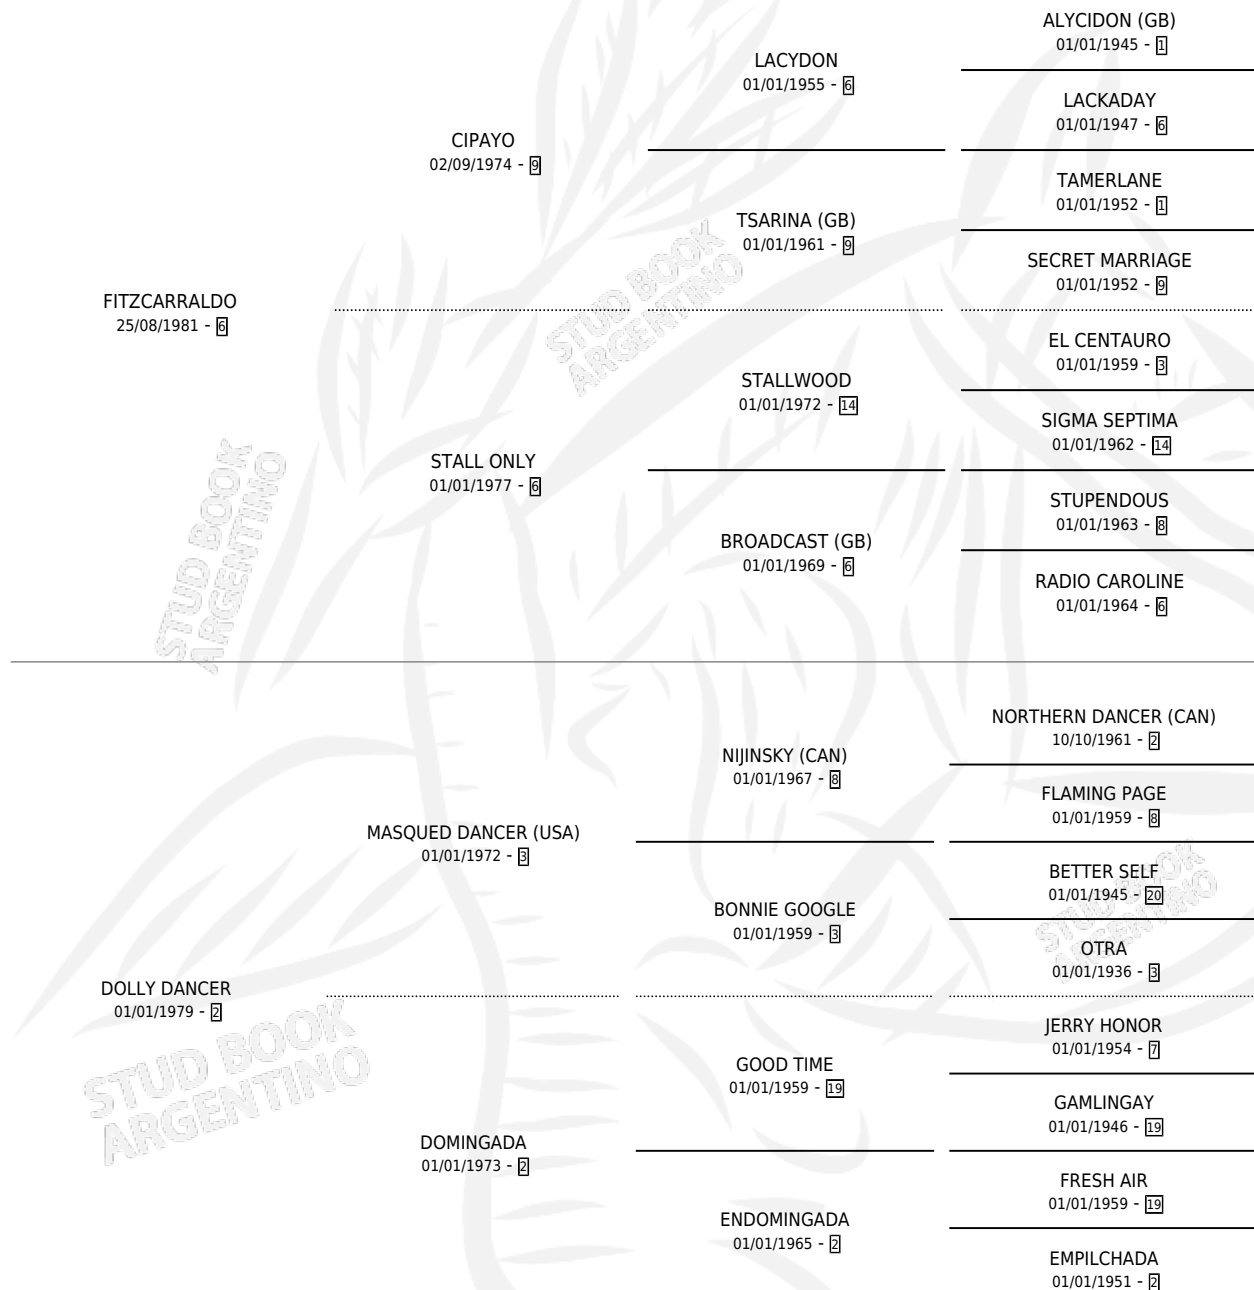 ALYCIDON (GB)
01/01/1945 - 1
LACYDON
01/01/1955 - 6
LACKADAY
01/01/1947 - 6
CIPAYO
02/09/1974 - 9
TAMERLANE
01/01/1952 - 1
TSARINA (GB)
01/01/1961 - 9
SECRET MARRIAGE
01/01/1952 - 9
FITZCARRALDO
25/08/1981 - 6
EL CENTAURO
01/01/1959 - 3
STALLWOOD
01/01/1972 - 14
SIGMA SEPTIMA
01/01/1962 - 14
STALL ONLY
01/01/1977 - 6
STUPENDOUS
01/01/1963 - 8
BROADCAST (GB)
01/01/1969 - 6
RADIO CAROLINE
01/01/1964 - 6
NORTHERN DANCER (CAN)
10/10/1961 - 2
NIJINSKY (CAN)
01/01/1967 - 8
FLAMING PAGE
01/01/1959 - 8
MASQUED DANCER (USA)
01/01/1972 - 3
BETTER SELF
01/01/1945 - 20
BONNIE GOOGLE
01/01/1959 - 3
OTRA
01/01/1936 - 3
DOLLY DANCER
01/01/1979 - 2
JERRY HONOR
01/01/1954 - 7
GOOD TIME
01/01/1959 - 19
GAMLINGAY
01/01/1946 - 19
DOMINGADA
01/01/1973 - 2
FRESH AIR
01/01/1959 - 19
ENDOMINGADA
01/01/1965 - 2
EMPILCHADA
01/01/1951 - 2
STUD BOOK
ARGENTINO
STUD BOOK
ARGENTINO
STUD BOOK
ARGENTINO
STUD BOOK
ARGENTINO